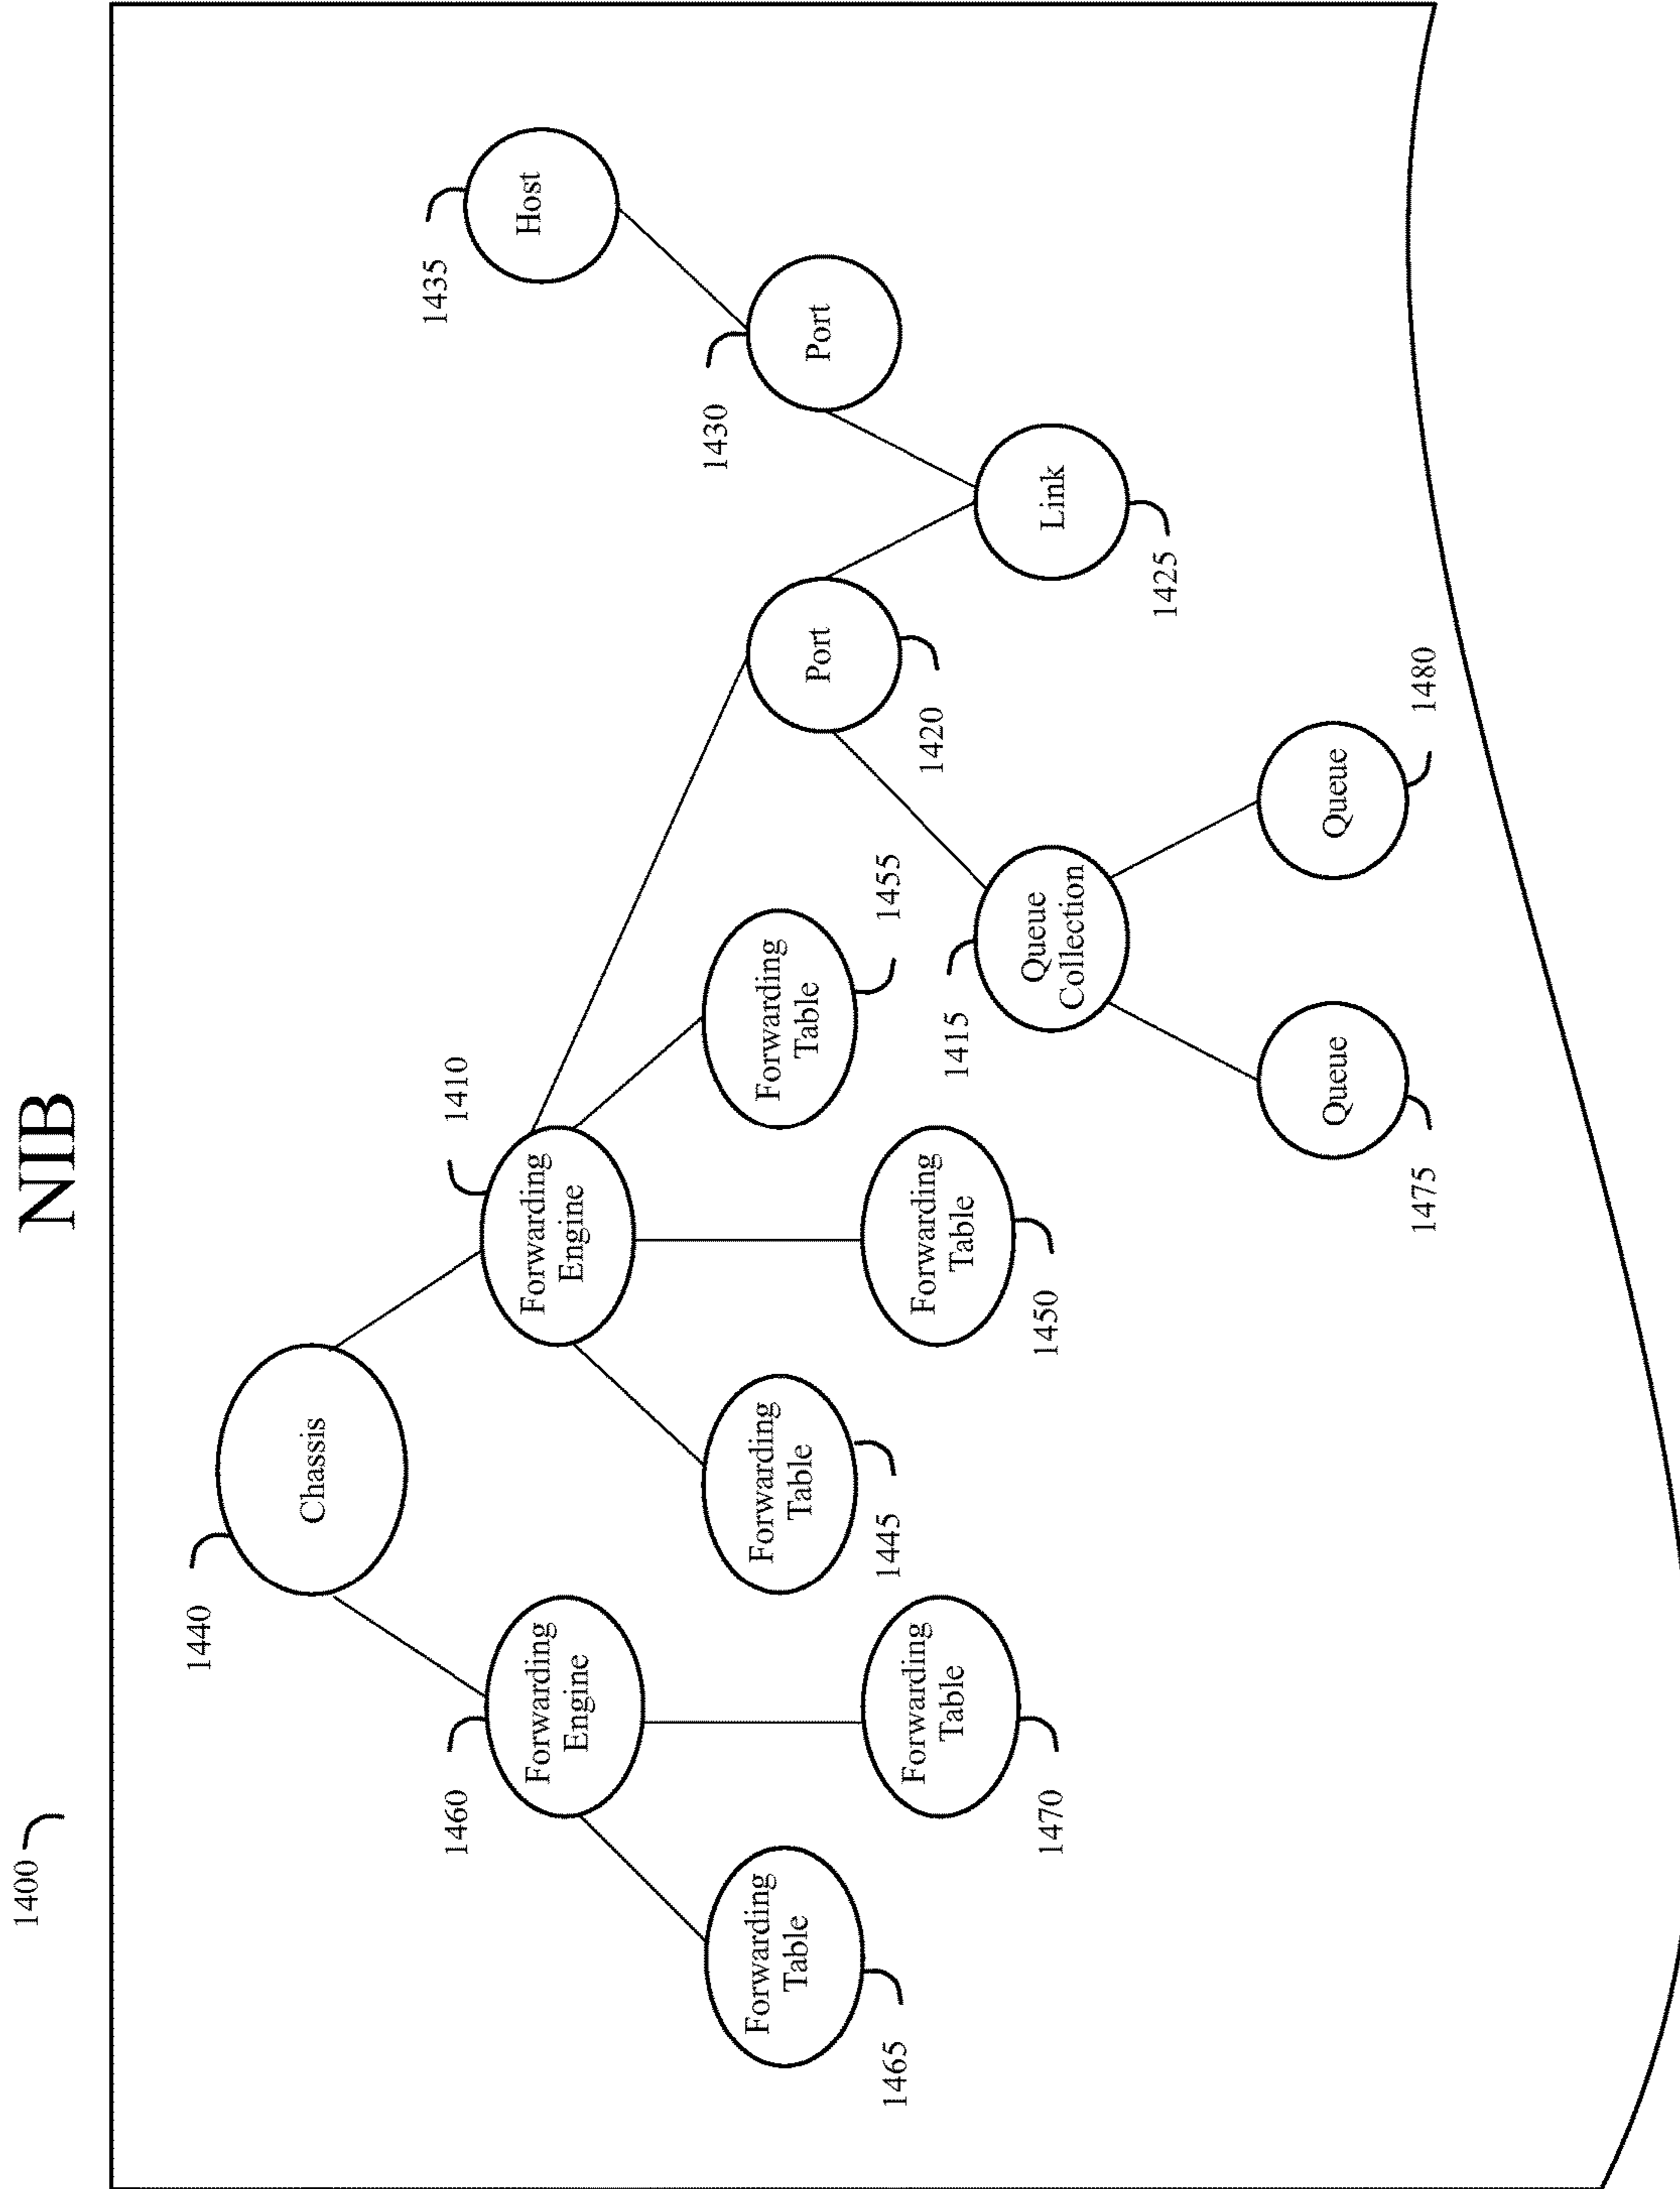 NIB
1400
1440
Chassis
1460
Forwarding
Engine
1410
Forwarding
Engine
1435
Host
1465
Forwarding
Table
1470
Forwarding
Table
1445
Forwarding
Table
1450
Forwarding
Table
1455
Forwarding
Table
1420
Port
1430
Port
1415
Queue
Collection
1425
Link
1475
Queue
1480
Queue